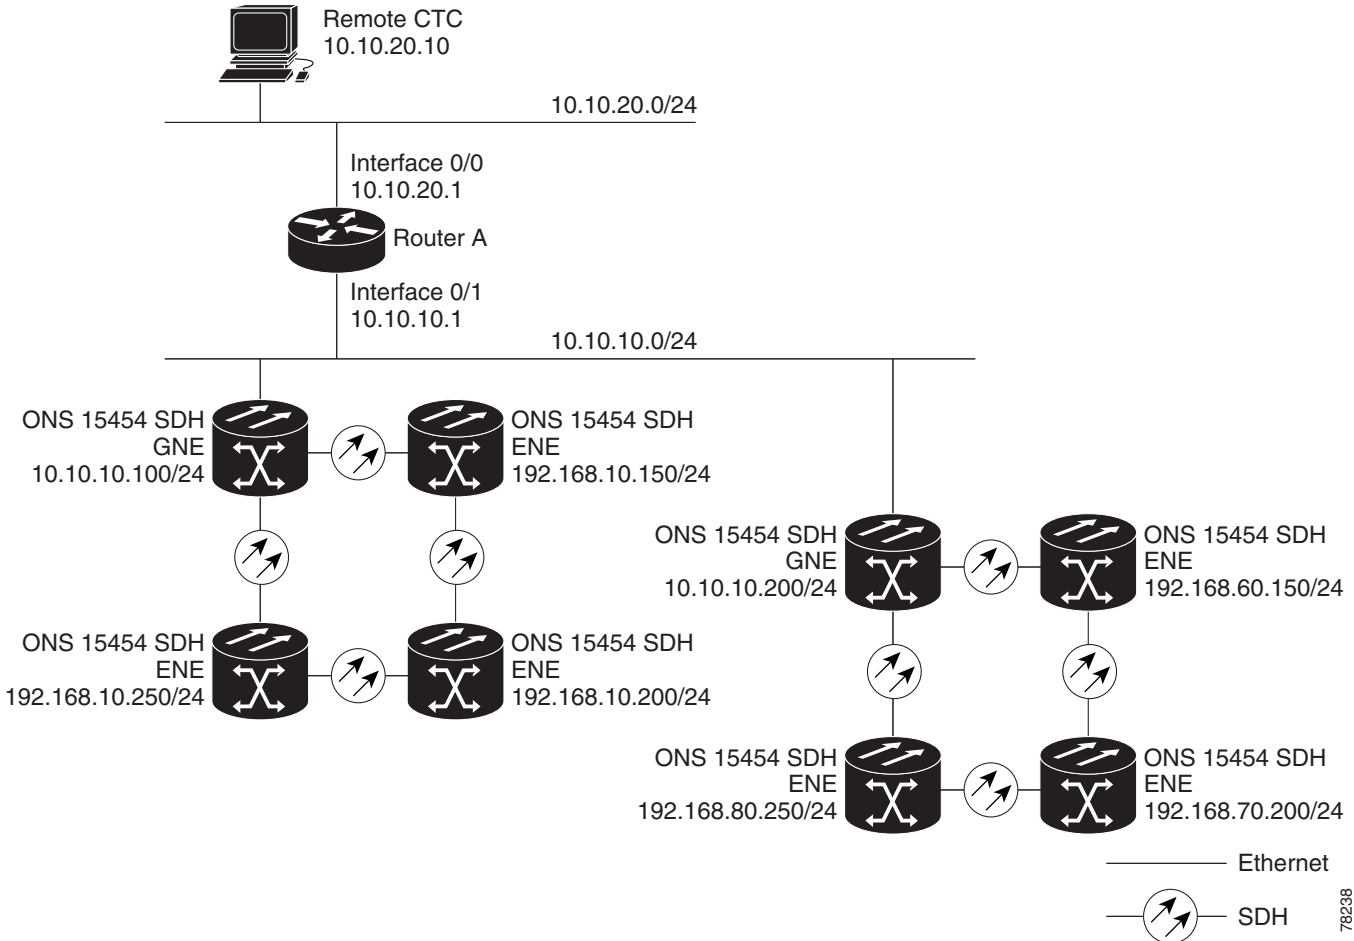 Remote CTC
10.10.20.10
10.10.20.0/24
Interface 0/0
10.10.20.1
Router A
Interface 0/1
10.10.10.1
10.10.10.0/24
ONS 15454 SDH
GNE
10.10.10.100/24
ONS 15454 SDH
ENE
192.168.10.150/24
ONS 15454 SDH
GNE
10.10.10.200/24
ONS 15454 SDH
ENE
192.168.60.150/24
ONS 15454 SDH
ENE
192.168.10.250/24
ONS 15454 SDH
ENE
192.168.10.200/24
ONS 15454 SDH
ENE
192.168.80.250/24
ONS 15454 SDH
ENE
192.168.70.200/24
Ethernet
SDH
78238